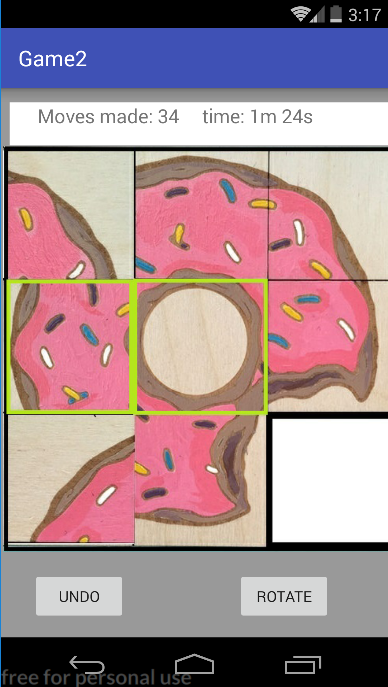 3:17
Game2
Moves made: 34 time: 1m 24s
UNDO ROTATE
free for personal use